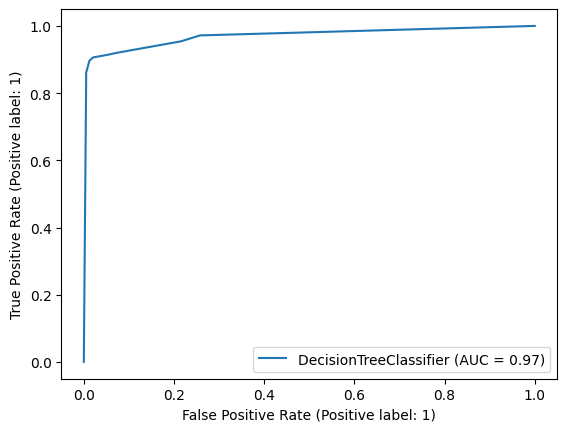 1.0
0.8
0.6
0.4
0.2
0.0
True Positive Rate (Positive label: 1)
DecisionTreeClassifier (AUC = 0.97)
0.0 0.2 0.4 0.6 0.8 1.0
False Positive Rate (Positive label: 1)